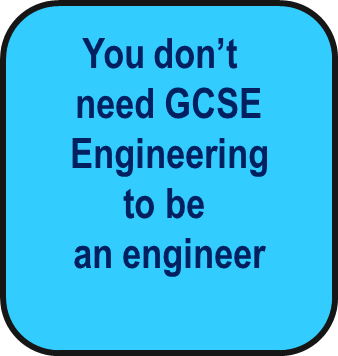 You don’t
need GCSE
Engineering
to be
an engineer